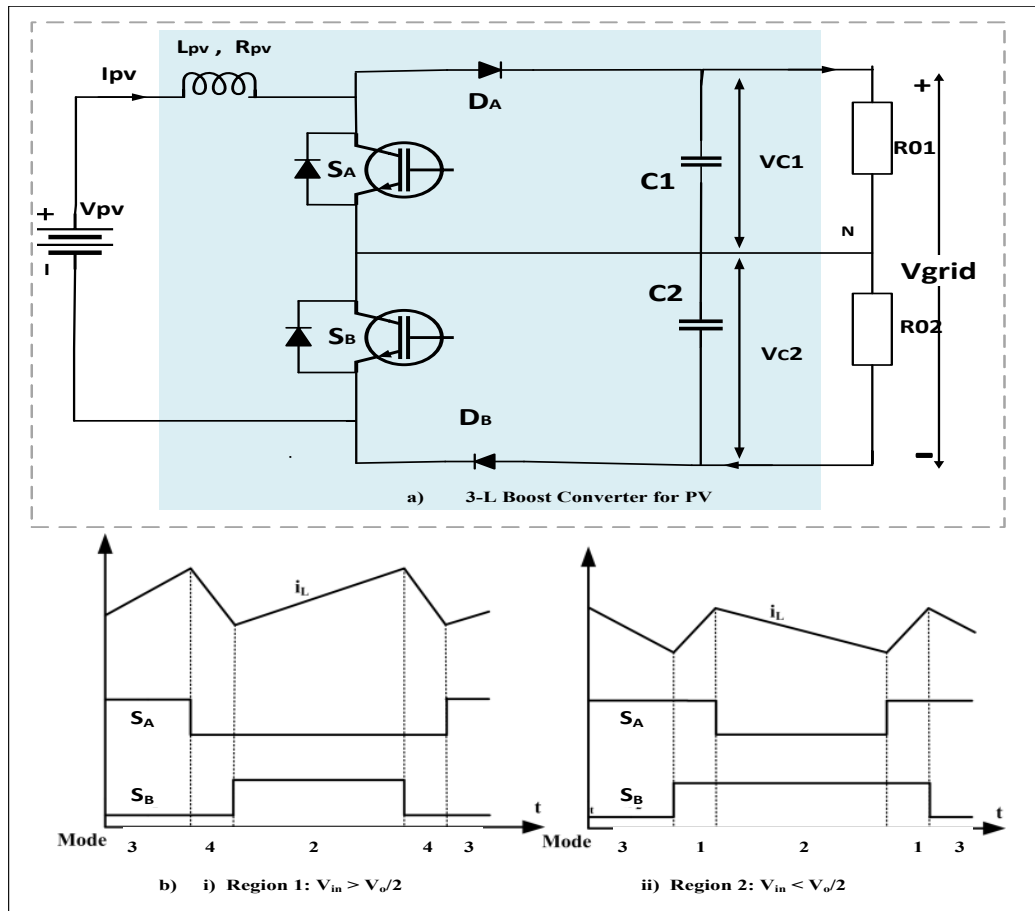 Lpv , Rpv
Ipv
DA
+
SA
C1
VC1
R01
+
Vpv
I
N
Vgrid
SB
C2
Vc2
R02
DB
-
a) 3-L Boost Converter for PV
iL
SA
SB
t
Mode
3 4 2 4 3
b) i) Region 1: Vin > Vo/2
iL
SA
SB
t
t
Mode
3 1 2 1 3
ii) Region 2: Vin < Vo/2